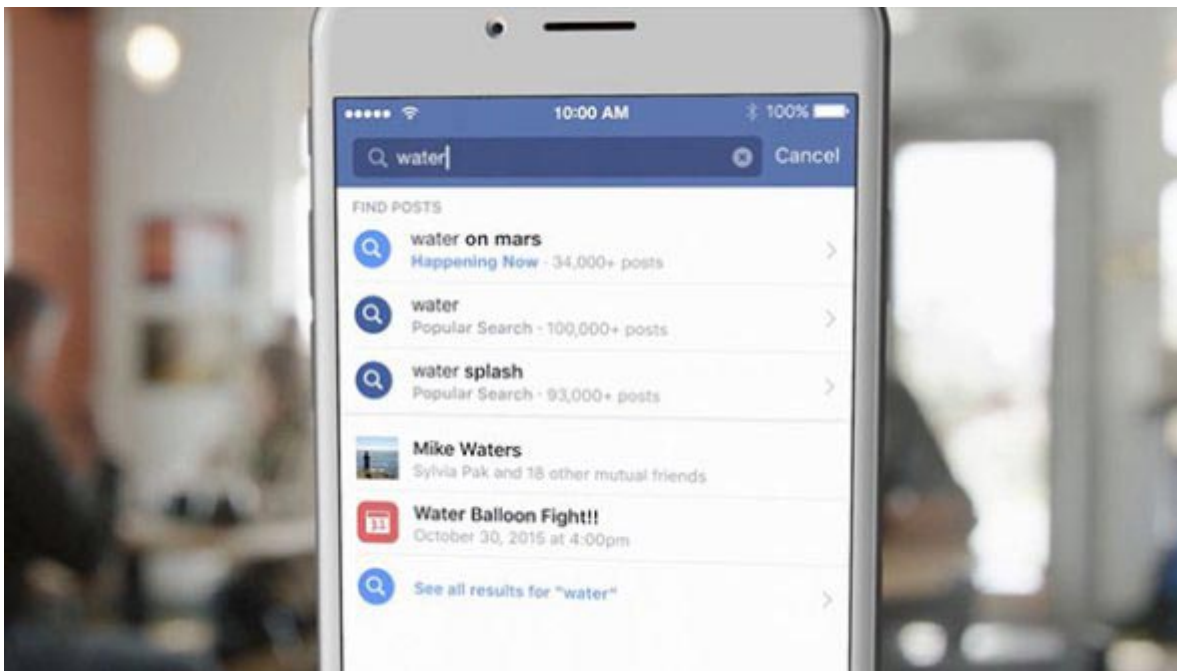 10:00 AM 100%
water Cancel
FIND POSTS
water on mars
Happening Now · 34,000+ posts
water
Popular Search · 100,000+ posts
water splash
Popular Search · 93,000+ posts
Mike Waters
Sylvia Pak and 18 other mutual friends
31
Water Balloon Fight!!
October 30, 2015 at 4:00pm
See all results for "water"